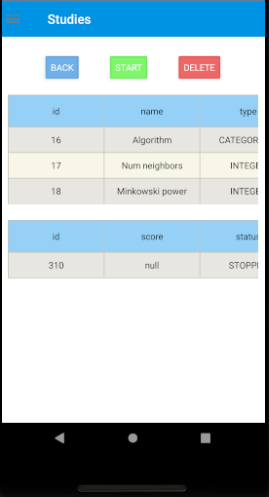 Studies
BACK START DELETE
id name type
16 Algorithm CATEGOR
17 Num neighbors INTEGE
18 Minkowski power INTEGE
id score status
310 null STOPP